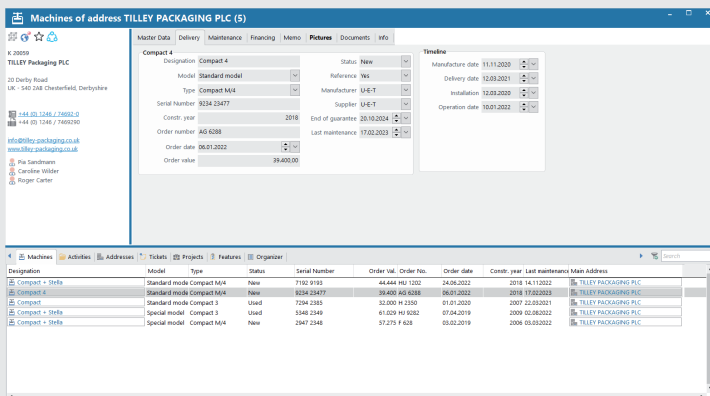 Machines of address TILLEY PACKAGING PLC (5)
K 20059
TILLEY Packaging PLC
20 Derby Road
UK - S40 2AB Chesterfield, Derbyshire
+44 (0) 1246 / 74692-0
+44 (0) 1246 / 7469290
info@tilley-packaging.co.uk
www.tilley-packaging.co.uk
Pia Sandmann
Caroline Wilder
Roger Carter
Master Data Delivery Maintenance Financing Memo Pictures Documents Info
Compact 4
Designation Compact 4
Model Standard model
Type Compact M/4
Serial Number 9234 23477
Constr. year 2018
Order number AG 6288
Order date 06.01.2022
Order value 39.400,00
Status New
Reference Yes
Manufacturer U-E-T
Supplier U-E-T
End of guarantee 20.10.2024
Last maintenance 17.02.2023
Timeline
Manufacture date 11.11.2020
Delivery date 12.03.2021
Installation 12.03.2020
Operation date 10.01.2022
Machines Activities Addresses Tickets Projects Features Organizer Search
Designation Model Type Status Serial Number Order Val. Order No. Order date Constr. year Last maintenance Main Address
Compact + Stella Standard mode Compact M/4 New 7192 9193 44.444 HU 1202 24.06.2022 2018 14.11.2022 TILLEY PACKAGING PLC
Compact 4 Standard mode Compact M/4 New 9234 23477 39.400 AG 6288 06.01.2022 2018 17.02.2023 TILLEY PACKAGING PLC
Compact Standard mode Compact 3 Used 7294 2385 32.000 H 2350 01.01.2020 2007 22.03.2021 TILLEY PACKAGING PLC
Compact + Stella Special model Compact 3 Used 5348 2349 61.029 HJ 9282 07.04.2019 2009 02.08.2022 TILLEY PACKAGING PLC
Compact + Stella Special model Compact M/4 New 2947 2348 57.275 F 628 03.02.2019 2006 03.03.2022 TILLEY PACKAGING PLC